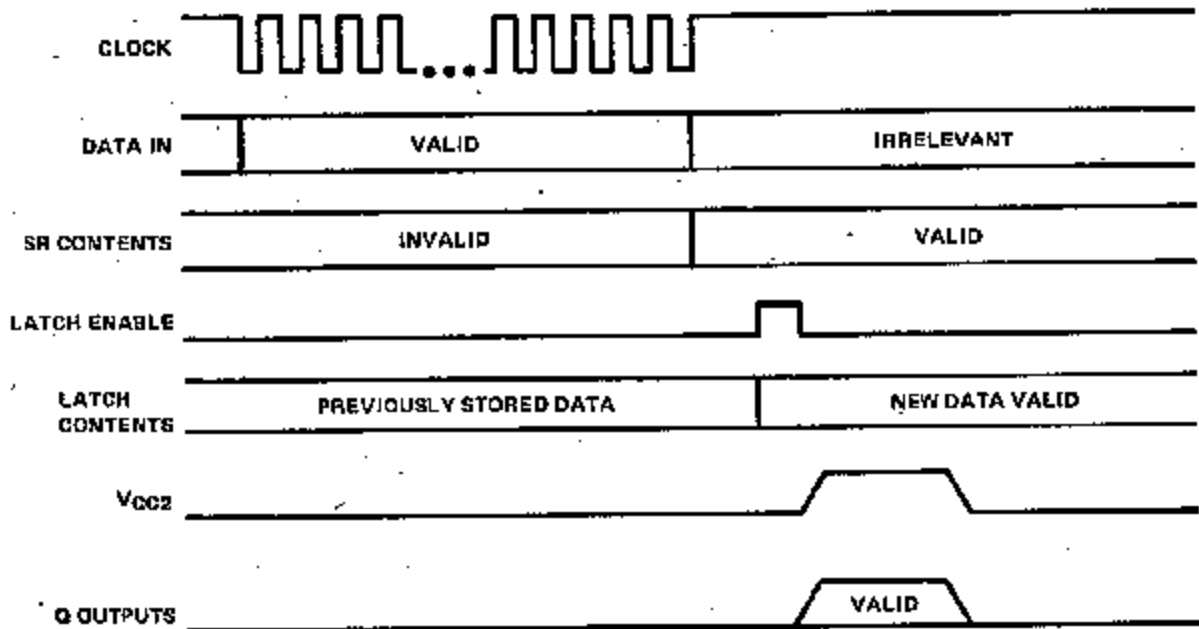 CLOCK
DATA IN
VALID
IRRELEVANT
SR CONTENTS
INVALID
VALID
LATCH ENABLE
LATCH
CONTENTS
PREVIOUSLY STORED DATA
NEW DATA VALID
VCC2
Q OUTPUTS
VALID